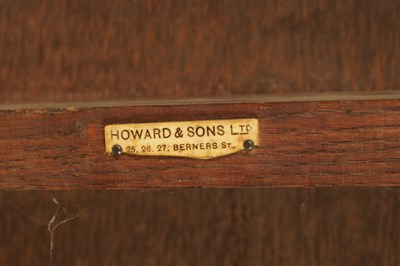 HOWARD & SONS LTD
25, 26, 27, BERNERS ST.